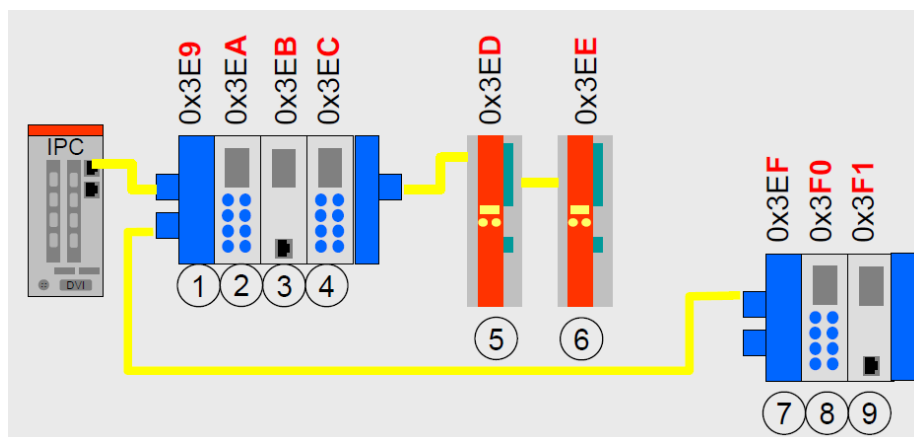 0x3E9
0x3EA
0x3EB
0x3EC
0x3ED
0x3EE
IPC
DVI
1
2
3
4
5
6
0x3EF
0x3F0
0x3F1
7
8
9